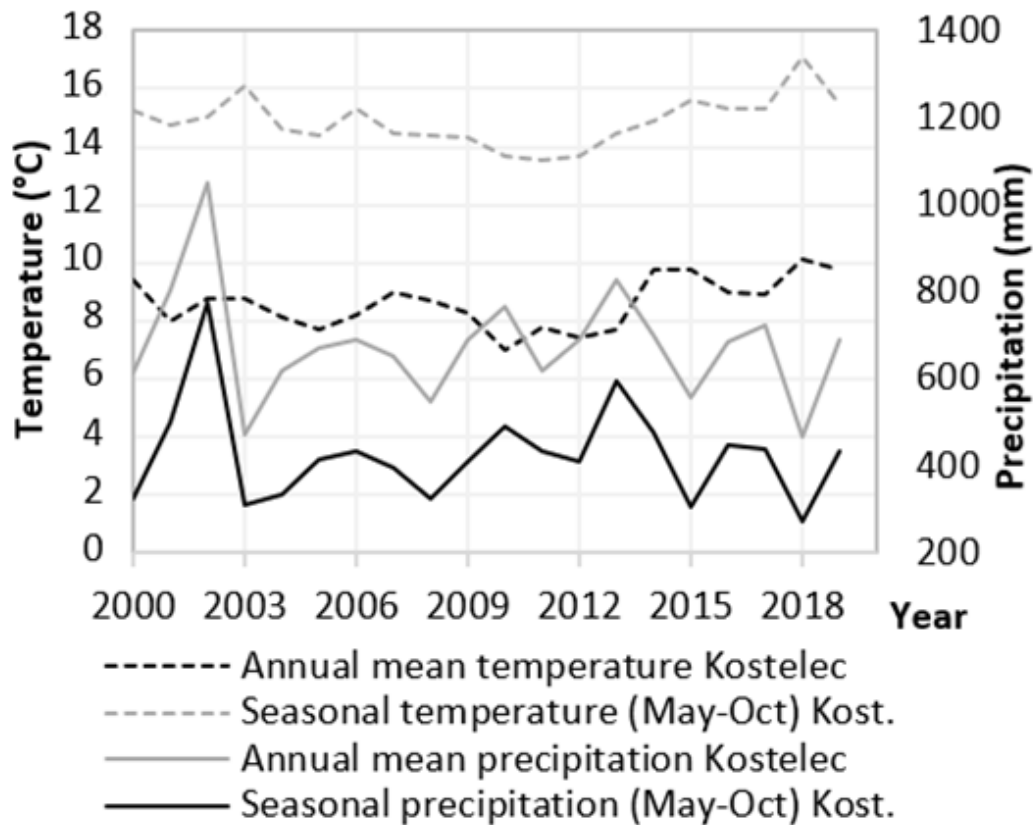 18 1400
16 1200
14
12 1000
10 800
8
6 600
4 400
2
0 200
Temperature (°C)
Precipitation (mm)
2000 2003 2006 2009 2012 2015 2018 Year
Annual mean temperature Kostelec
Seasonal temperature (May-Oct) Kost.
Annual mean precipitation Kostelec
Seasonal precipitation (May-Oct) Kost.